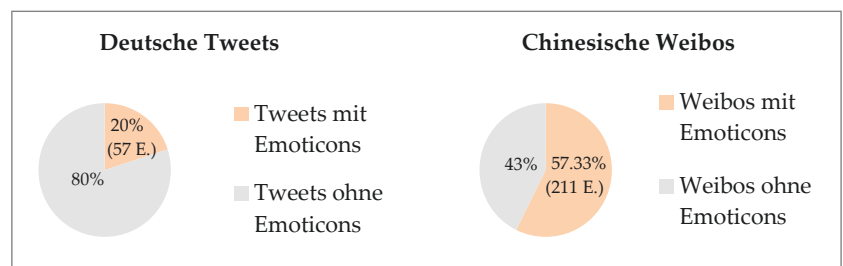 Deutsche Tweets
20%
(57 E.)
80%
Tweets mit
Emoticons
Tweets ohne
Emoticons
Chinesische Weibos
43%
57.33%
(211 E.)
Weibos mit
Emoticons
Weibos ohne
Emoticons